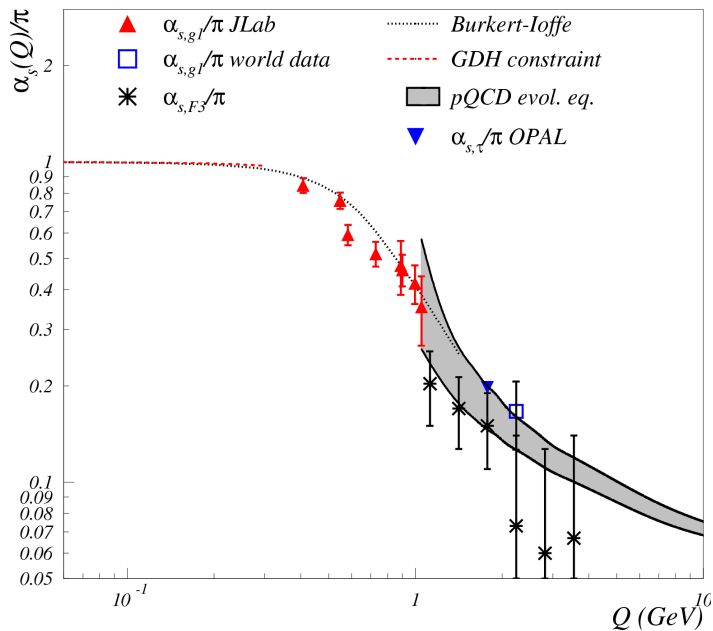 α_s,g1/π JLab
α_s,g1/π world data
α_s,F3/π
Burkert-Ioffe
GDH constraint
pQCD evol. eq.
α_s,τ/π OPAL
α_s(Q)/π
2
1
0.9
0.8
0.7
0.6
0.5
0.4
0.3
0.2
0.1
0.09
0.08
0.07
0.06
0.05
10⁻¹
1
10
Q (GeV)